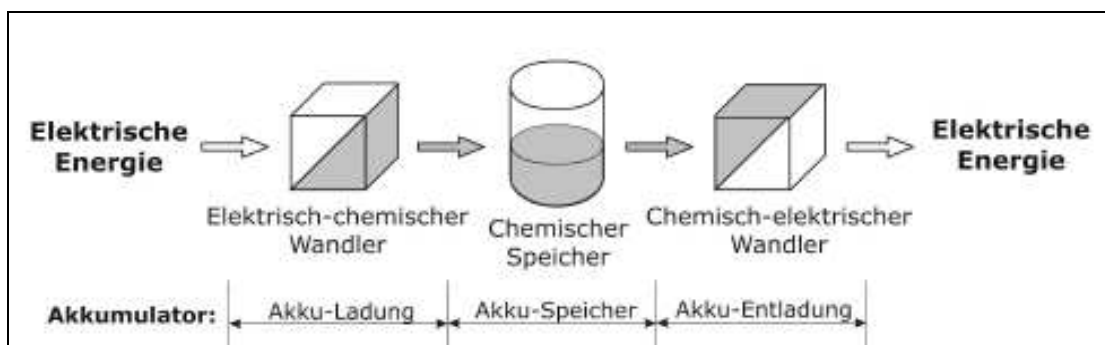 Elektrische
Energie
Elektrisch-chemischer
Wandler
Chemischer
Speicher
Chemisch-elektrischer
Wandler
Elektrische
Energie
Akkumulator:
Akku-Ladung
Akku-Speicher
Akku-Entladung